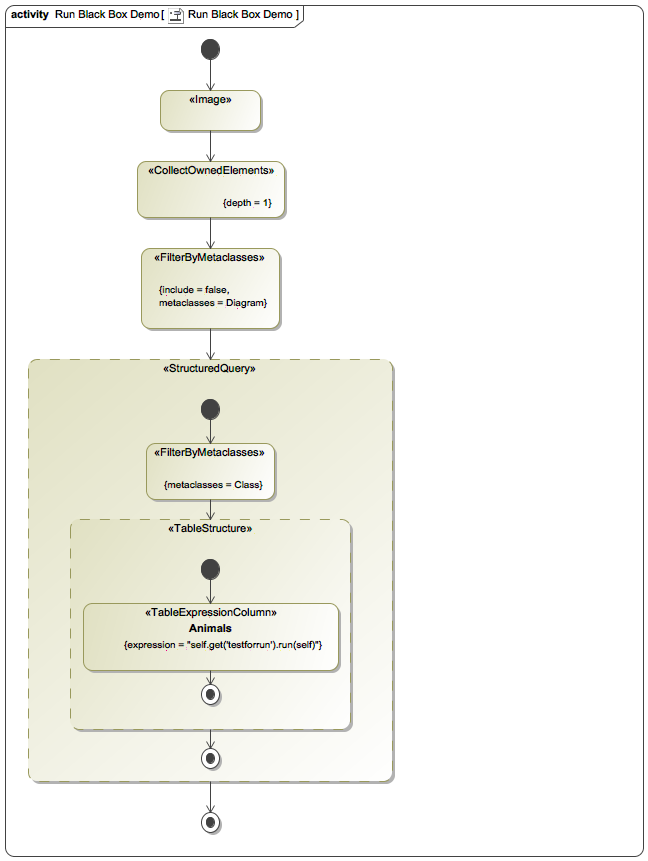 activity Run Black Box Demo [ Run Black Box Demo ]
«Image»
«CollectOwnedElements»
{depth = 1}
«FilterByMetaclasses»
{include = false,
metaclasses = Diagram}
«StructuredQuery»
«FilterByMetaclasses»
{metaclasses = Class}
«TableStructure»
«TableExpressionColumn»
Animals
{expression = "self.get('testforrun').run(self)"}